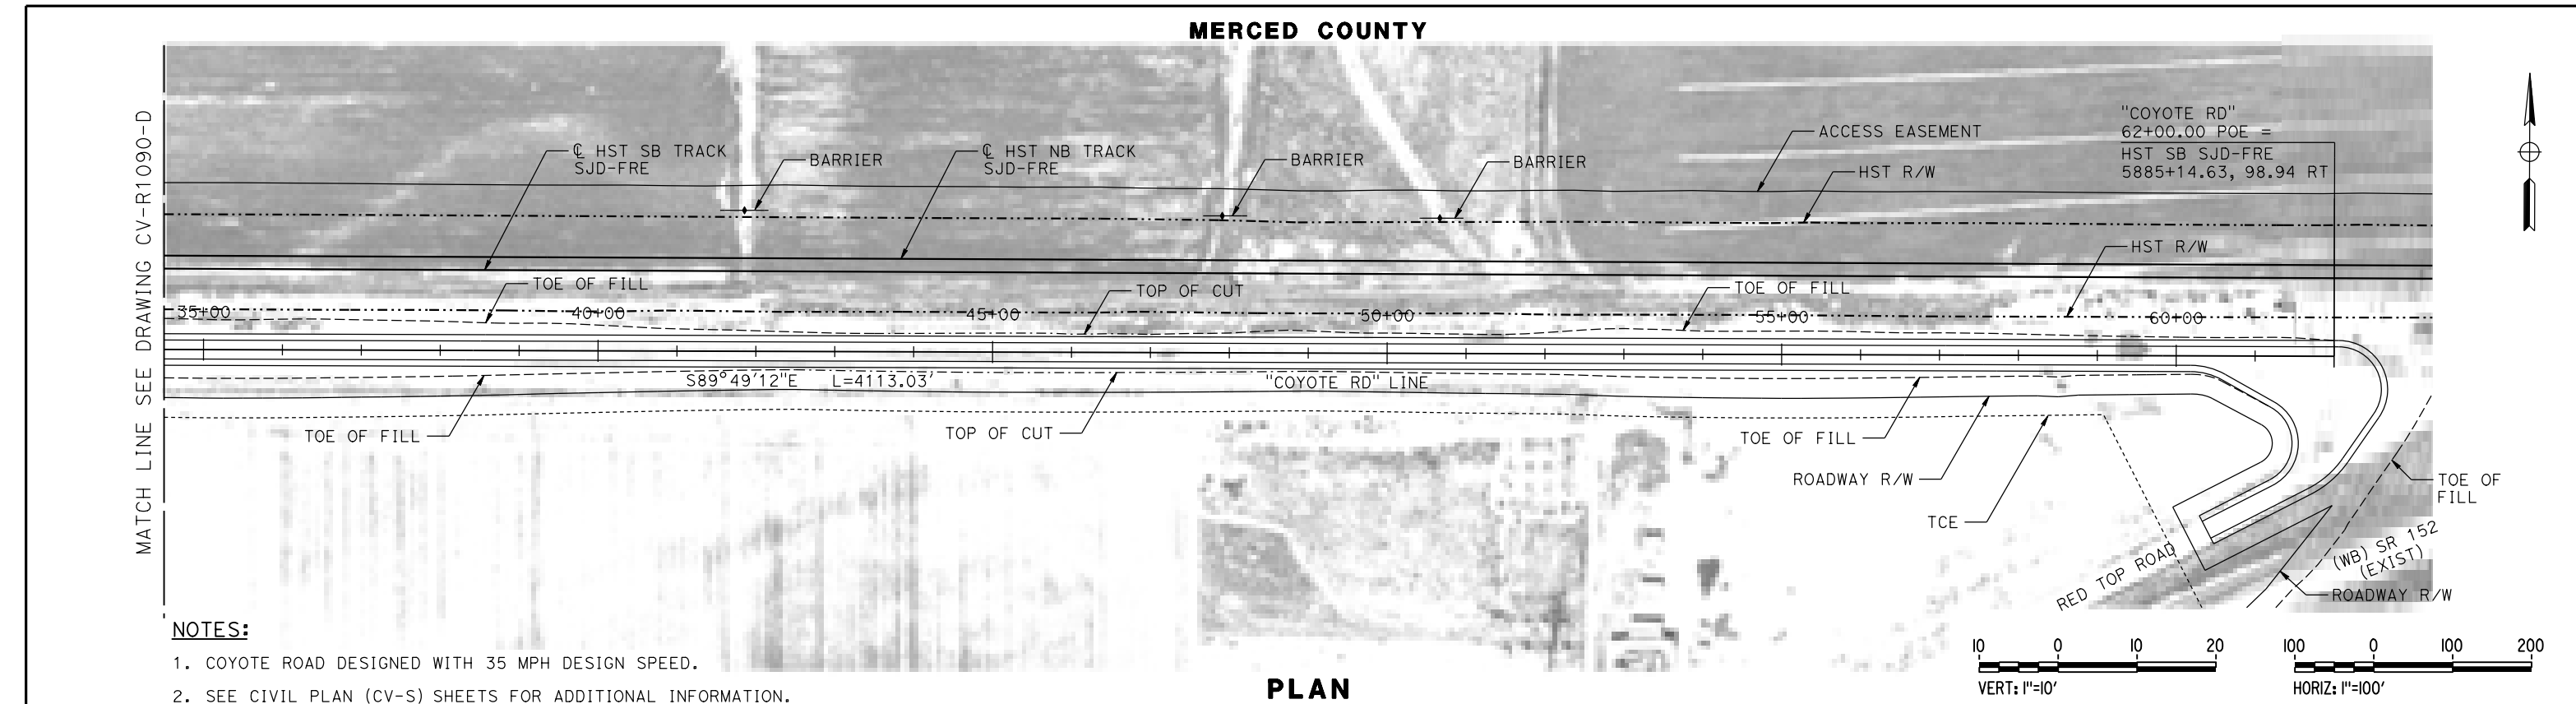 MERCED COUNTY
MATCH LINE SEE DRAWING CV-R1090-D
℄ HST SB TRACK
SJD-FRE
BARRIER
℄ HST NB TRACK
SJD-FRE
BARRIER
BARRIER
ACCESS EASEMENT
HST R/W
"COYOTE RD"
62+00.00 POE =
HST SB SJD-FRE
5885+14.63, 98.94 RT
HST R/W
TOE OF FILL
TOP OF CUT
TOE OF FILL
35+00
40+00
45+00
50+00
55+00
60+00
S89°49'12"E L=4113.03'
"COYOTE RD" LINE
TOE OF FILL
TOP OF CUT
TOE OF FILL
ROADWAY R/W
TCE
TOE OF
FILL
RED TOP ROAD
(WB) SR 152
(EXIST)
ROADWAY R/W
NOTES:
1. COYOTE ROAD DESIGNED WITH 35 MPH DESIGN SPEED.
2. SEE CIVIL PLAN (CV-S) SHEETS FOR ADDITIONAL INFORMATION.
PLAN
10 0 10 20
VERT: 1"=10'
100 0 100 200
HORIZ: 1"=100'